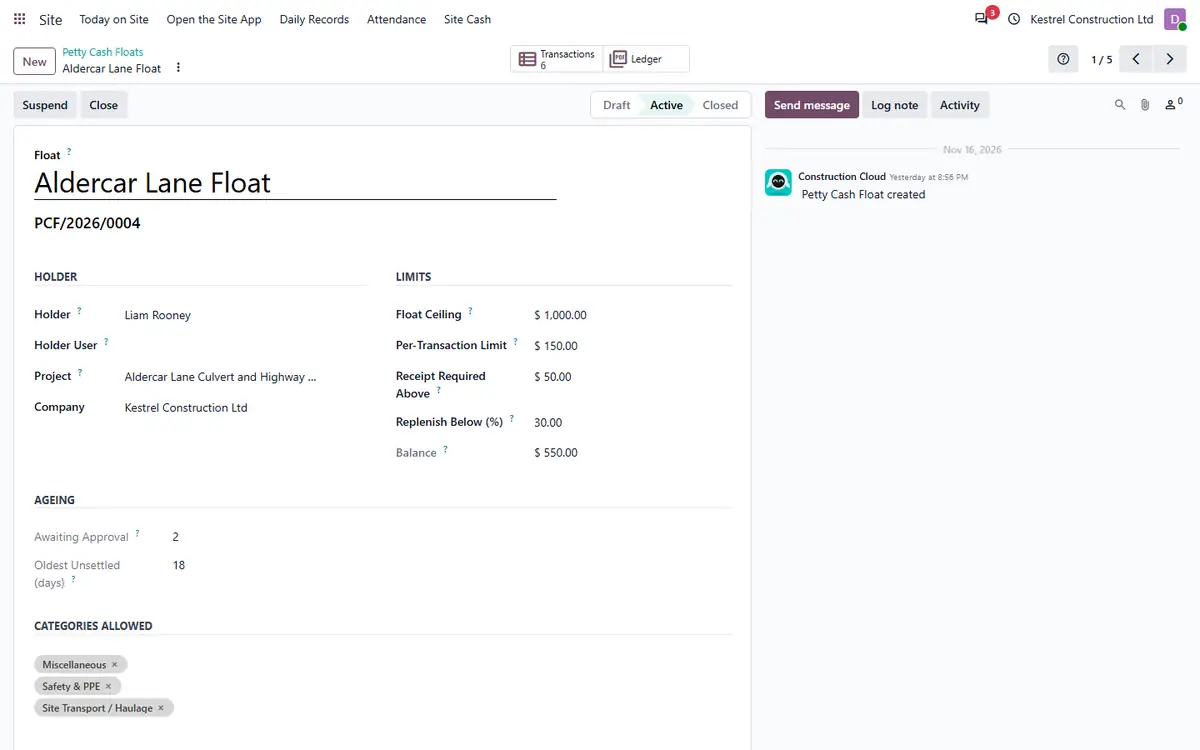 Site Today on Site Open the Site App Daily Records Attendance Site Cash 3 Kestrel Construction Ltd D
New Petty Cash Floats Aldercar Lane Float Transactions 6 PDF Ledger 1 / 5
Suspend Close Draft Active Closed Send message Log note Activity 0
Float ?
Aldercar Lane Float
PCF/2026/0004
HOLDER
Holder ? Liam Rooney
Holder User ?
Project ? Aldercar Lane Culvert and Highway ...
Company Kestrel Construction Ltd
LIMITS
Float Ceiling ? $ 1,000.00
Per-Transaction Limit ? $ 150.00
Receipt Required Above ? $ 50.00
Replenish Below (%) ? 30.00
Balance ? $ 550.00
AGEING
Awaiting Approval ? 2
Oldest Unsettled (days) ? 18
CATEGORIES ALLOWED
Miscellaneous ×
Safety & PPE ×
Site Transport / Haulage ×
Nov 16, 2026
Construction Cloud Yesterday at 8:56 PM
Petty Cash Float created